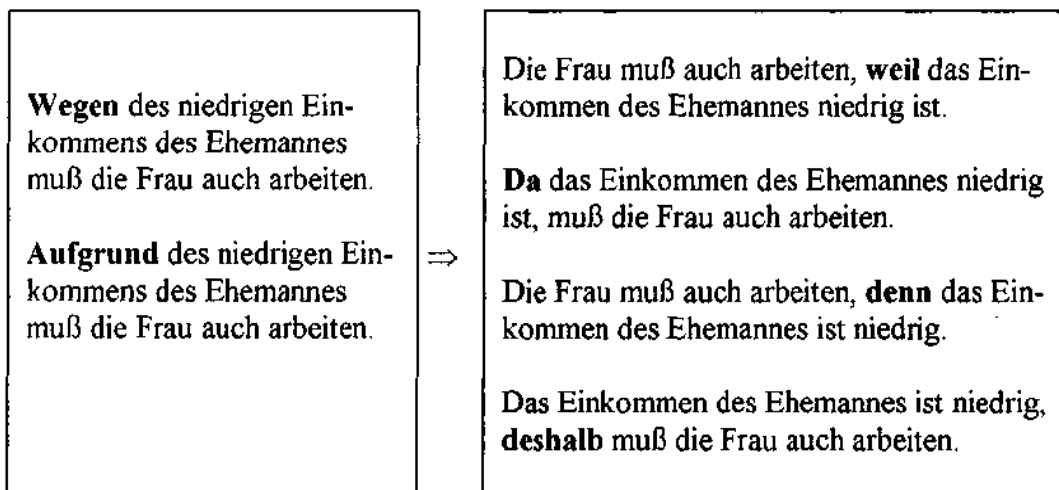 Wegen des niedrigen Ein-
kommens des Ehemannes
muß die Frau auch arbeiten.
Aufgrund des niedrigen Ein-
kommens des Ehemannes
muß die Frau auch arbeiten.
⇒
Die Frau muß auch arbeiten, weil das Ein-
kommen des Ehemannes niedrig ist.
Da das Einkommen des Ehemannes niedrig
ist, muß die Frau auch arbeiten.
Die Frau muß auch arbeiten, denn das Ein-
kommen des Ehemannes ist niedrig.
Das Einkommen des Ehemannes ist niedrig,
deshalb muß die Frau auch arbeiten.